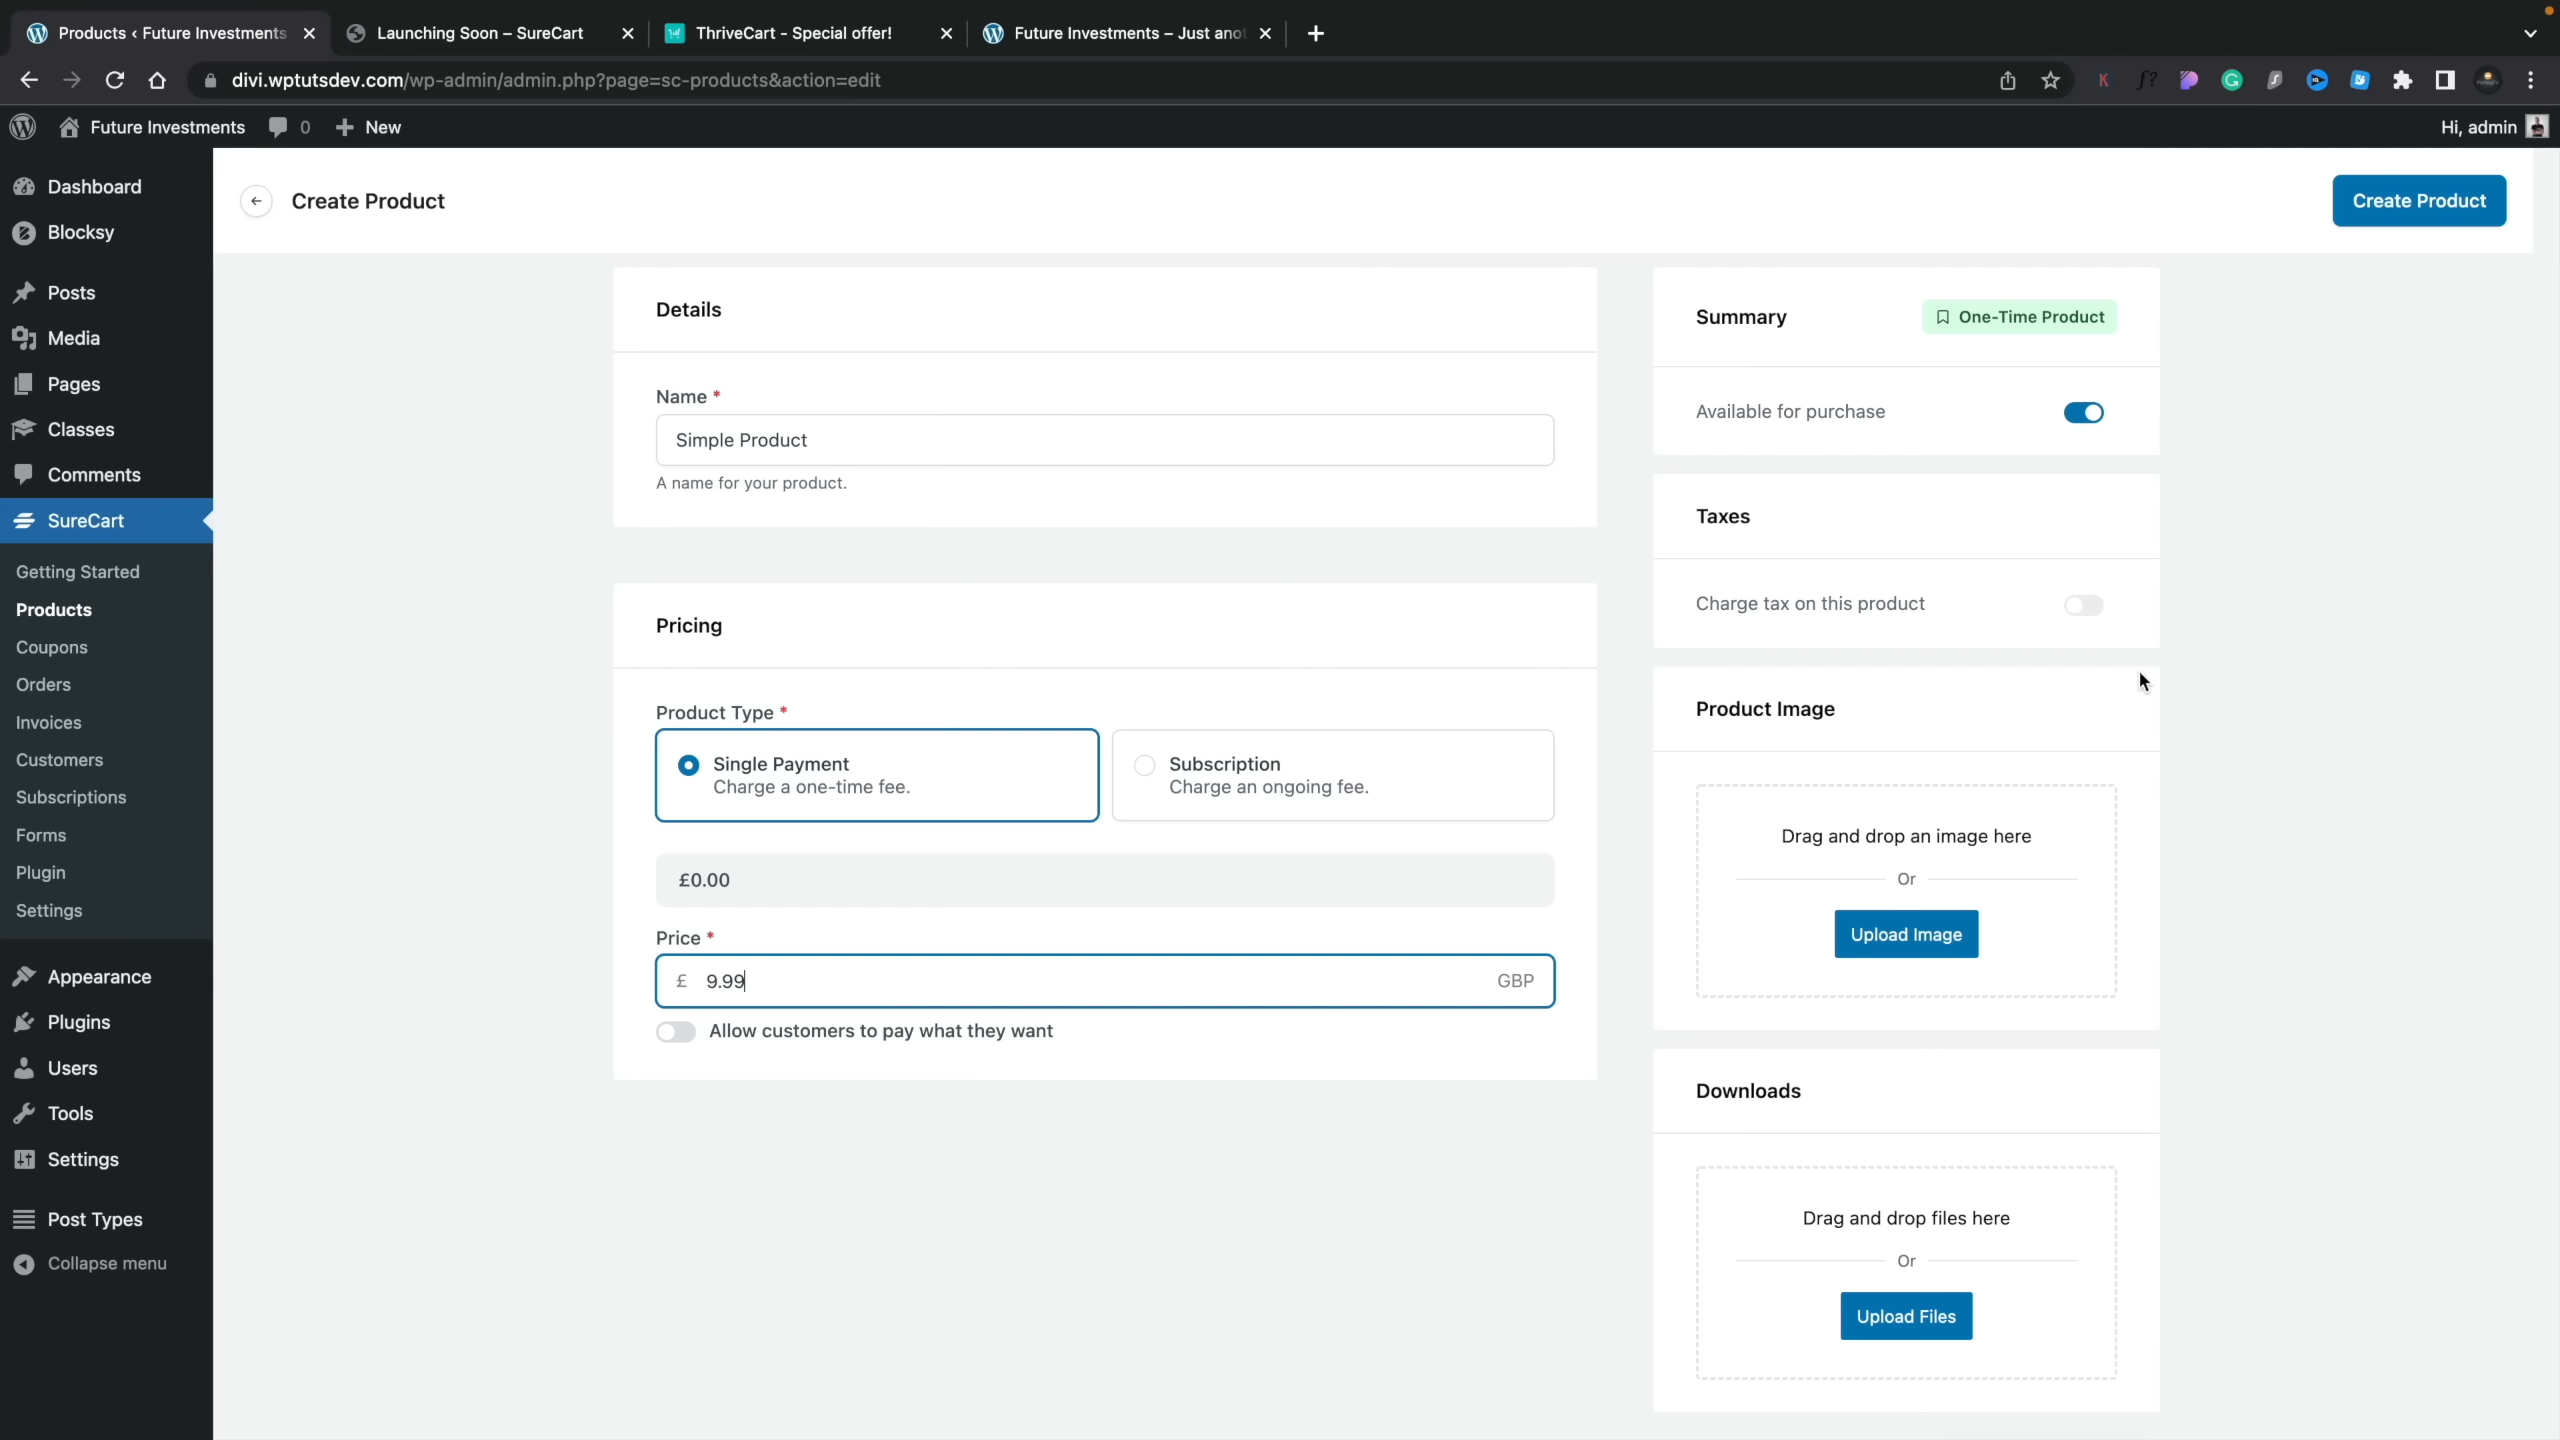 Products ‹ Future Investments
Launching Soon – SureCart
ThriveCart - Special offer!
Future Investments – Just ano
divi.wptutsdev.com/wp-admin/admin.php?page=sc-products&action=edit
Future Investments
0
New
Hi, admin
Dashboard
Blocksy
Posts
Media
Pages
Classes
Comments
SureCart
Getting Started
Products
Coupons
Orders
Invoices
Customers
Subscriptions
Forms
Plugin
Settings
Appearance
Plugins
Users
Tools
Settings
Post Types
Collapse menu
Create Product
Create Product
Details
Name *
Simple Product
A name for your product.
Pricing
Product Type *
Single Payment
Charge a one-time fee.
Subscription
Charge an ongoing fee.
£0.00
Price *
£ 9.99 GBP
Allow customers to pay what they want
Summary
One-Time Product
Available for purchase
Taxes
Charge tax on this product
Product Image
Drag and drop an image here
Or
Upload Image
Downloads
Drag and drop files here
Or
Upload Files